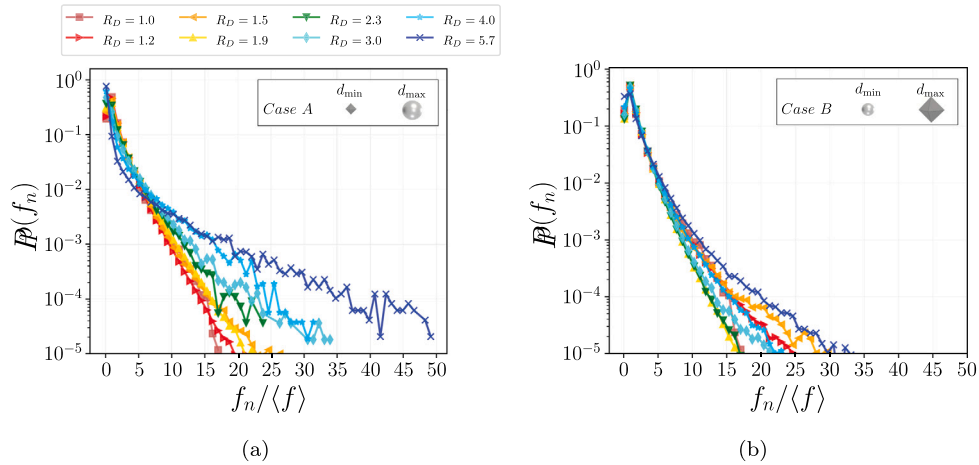 R_D = 1.0 R_D = 1.5 R_D = 2.3 R_D = 4.0
R_D = 1.2 R_D = 1.9 R_D = 3.0 R_D = 5.7
10^0
10^{-1}
10^{-2}
10^{-3}
10^{-4}
10^{-5}
(f_n)
Case A d_min d_max
0 5 10 15 20 25 30 35 40 45 50
f_n/⟨f⟩
(a)
10^0
10^{-1}
10^{-2}
10^{-3}
10^{-4}
10^{-5}
(f_n)
Case B d_min d_max
0 5 10 15 20 25 30 35 40 45 50
f_n/⟨f⟩
(b)